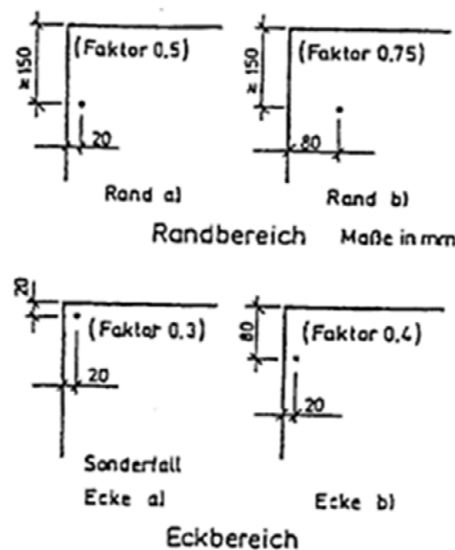 (Faktor 0.5)
150
20
Rand a)
(Faktor 0.75)
≥ 150
80
Rand b)
Randbereich Maße in mm
20
(Faktor 0.3)
20
Sonderfall
Ecke a)
80
(Faktor 0.4)
20
Ecke b)
Eckbereich